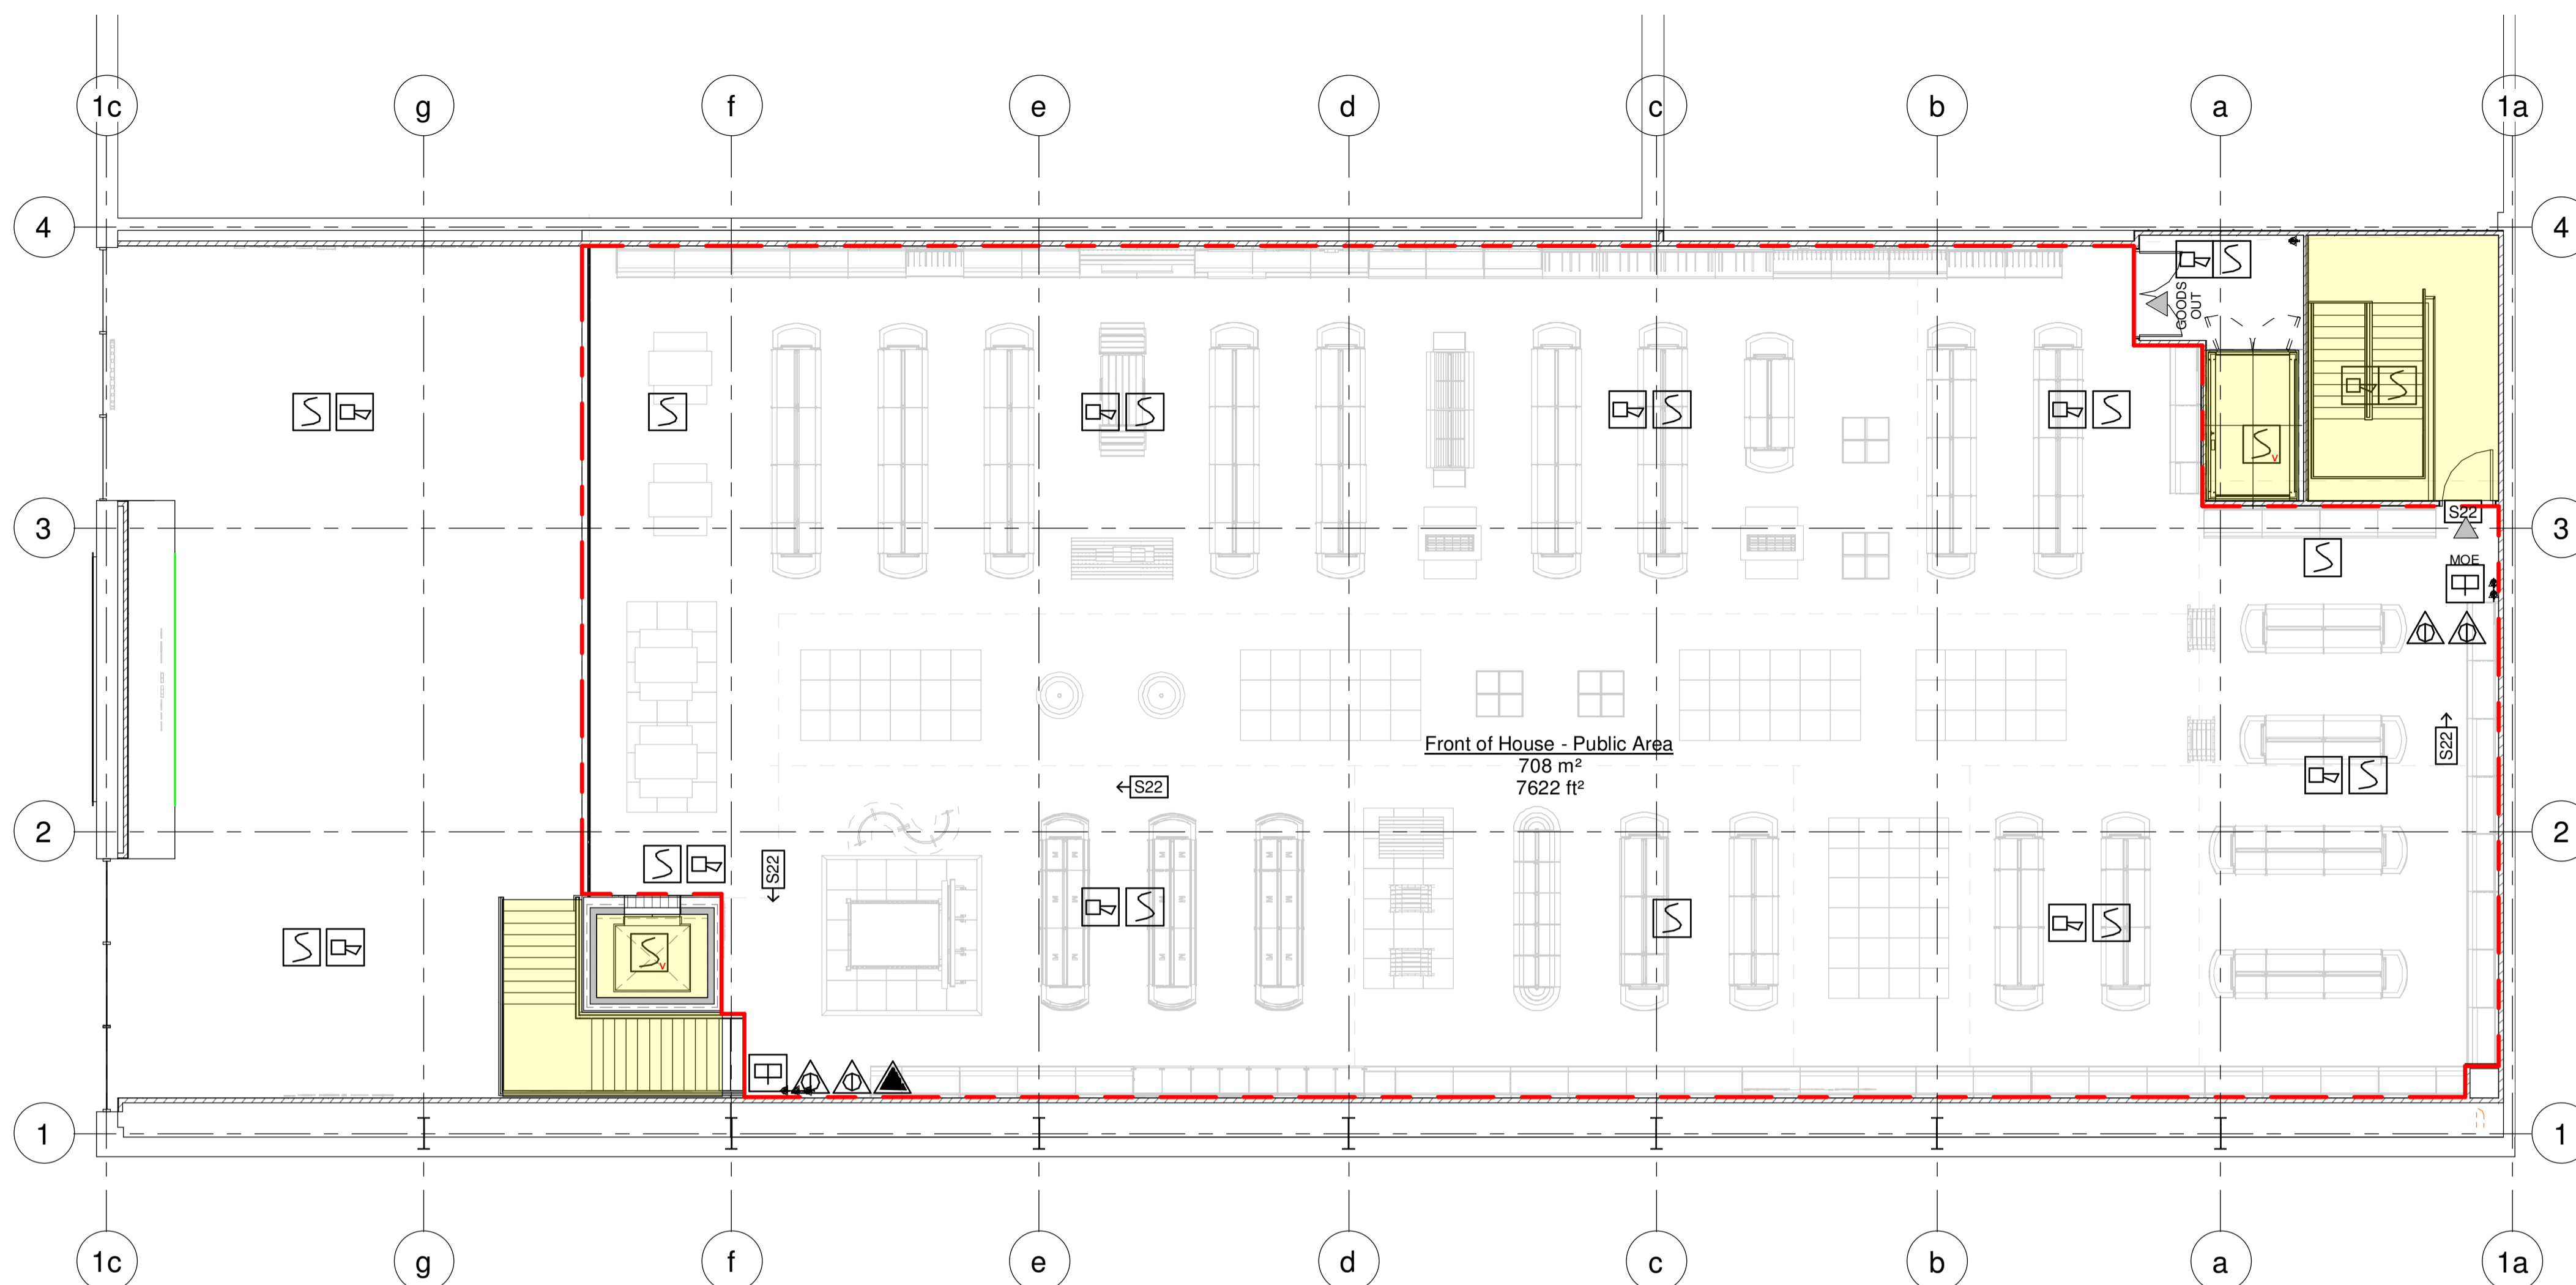 1c g f e d c b a 1a
4 4
GOODS
OUT
S S
S S S S S
S V
3 S22 3
S
MOE
Front of House - Public Area
708 m²
7622 ft²
S22
S22
S
2 2
S S22
S S S
S S V
1 1
1c g f e d c b a 1a